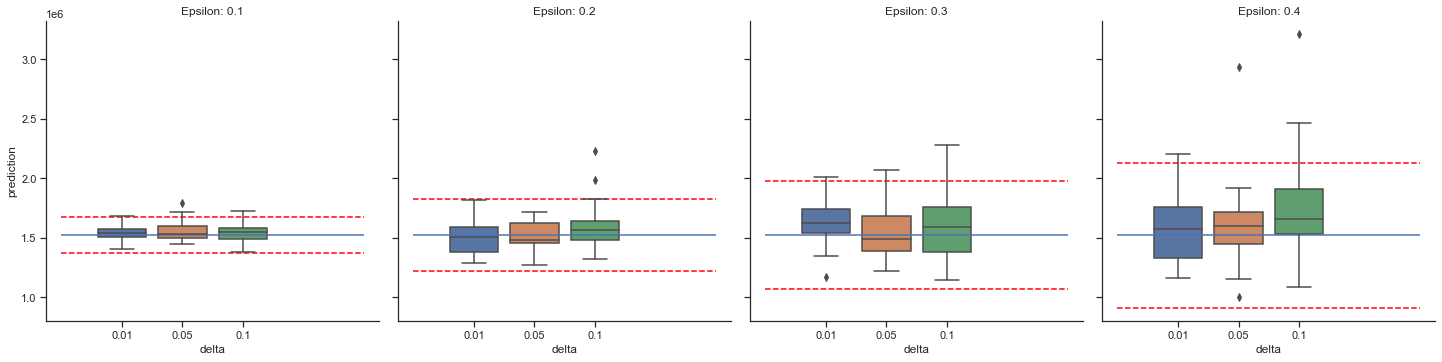 Epsilon: 0.1
Epsilon: 0.2
Epsilon: 0.3
Epsilon: 0.4
1e6
3.0
2.5
2.0
1.5
1.0
prediction
0.01 0.05 0.1
0.01 0.05 0.1
0.01 0.05 0.1
0.01 0.05 0.1
delta
delta
delta
delta